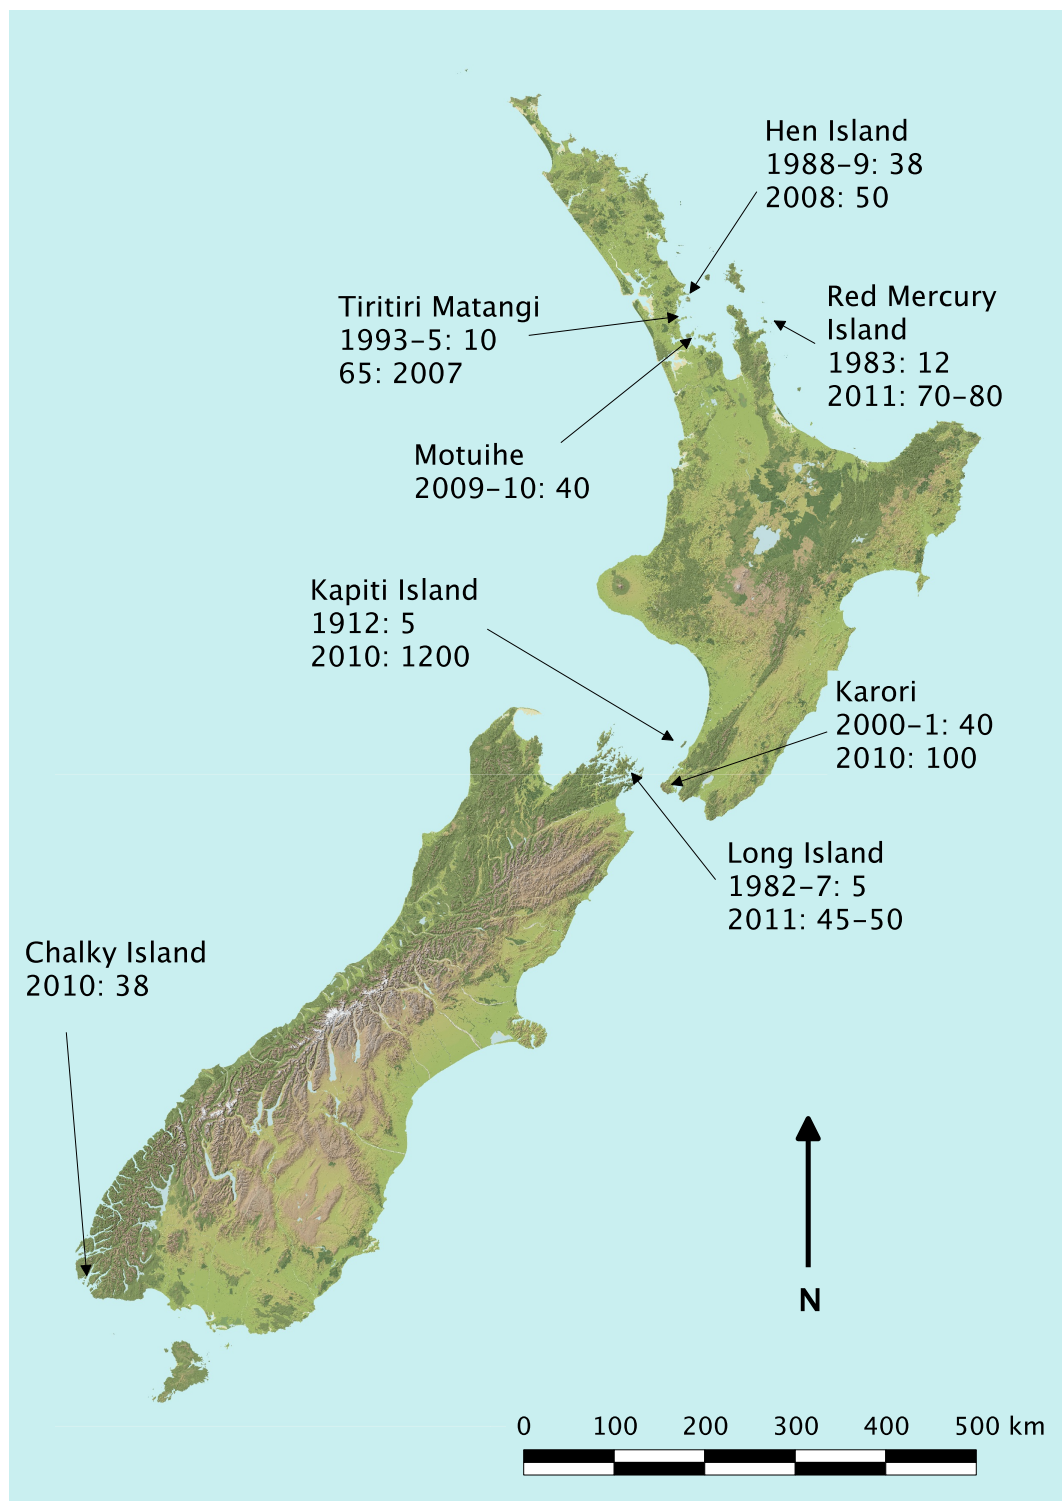 Hen Island
1988-9: 38
2008: 50
Red Mercury
Island
1983: 12
2011: 70-80
Tiritiri Matangi
1993-5: 10
65: 2007
Motuihe
2009-10: 40
Kapiti Island
1912: 5
2010: 1200
Karori
2000-1: 40
2010: 100
Long Island
1982-7: 5
2011: 45-50
Chalky Island
2010: 38
N
0 100 200 300 400 500 km